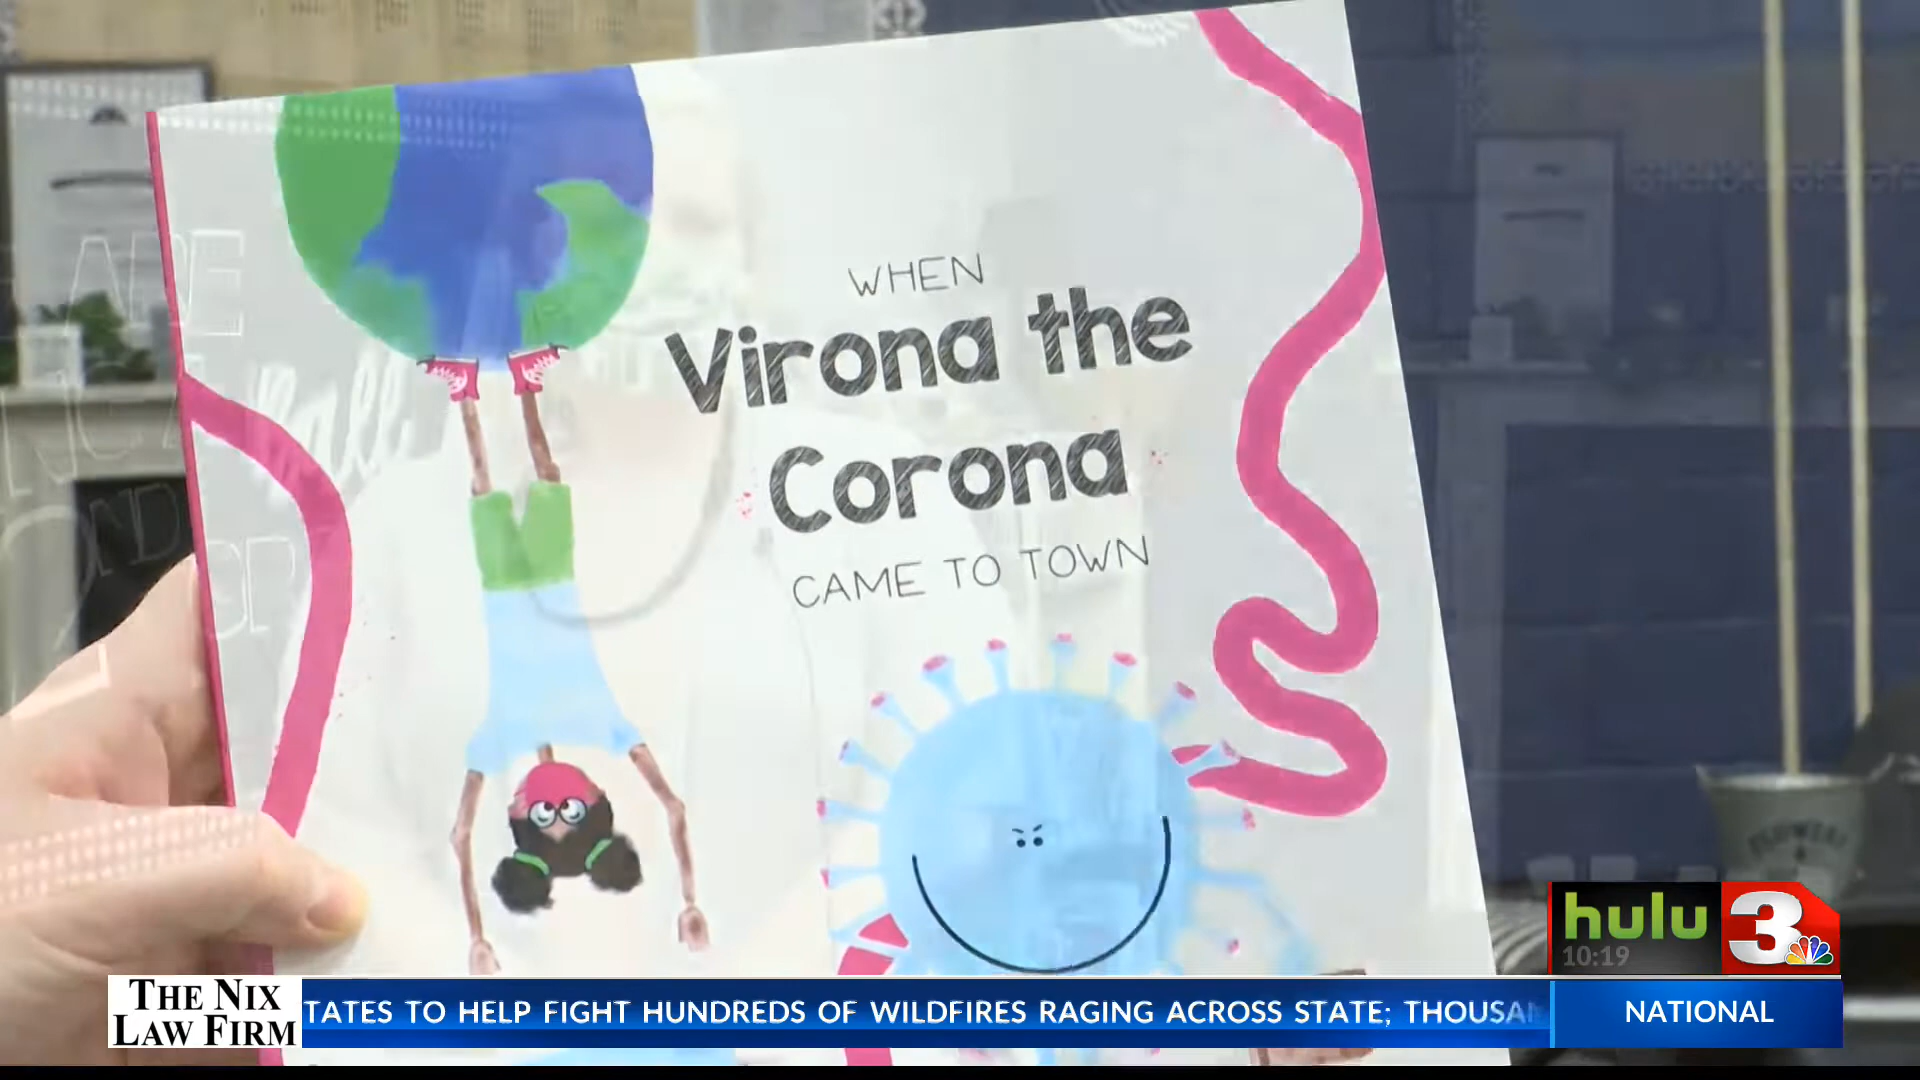 WHEN
Virona the
Corona
CAME TO TOWN
hulu
3
10:19
THE NIX
LAW FIRM
TATES TO HELP FIGHT HUNDREDS OF WILDFIRES RAGING ACROSS STATE; THOUSAN
NATIONAL